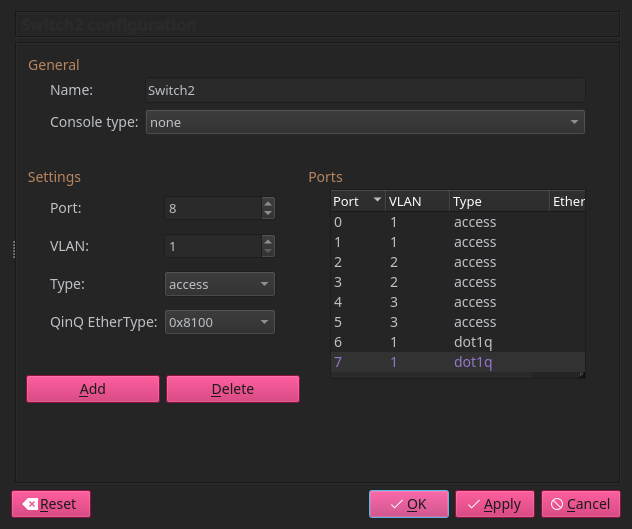 Switch2 configuration
General
Name: Switch2
Console type: none
Settings
Port: 8
VLAN: 1
Type: access
QinQ EtherType: 0x8100
Add Delete
Ports
Port VLAN Type Ether
0 1 access
1 1 access
2 2 access
3 2 access
4 3 access
5 3 access
6 1 dot1q
7 1 dot1q
Reset OK Apply Cancel